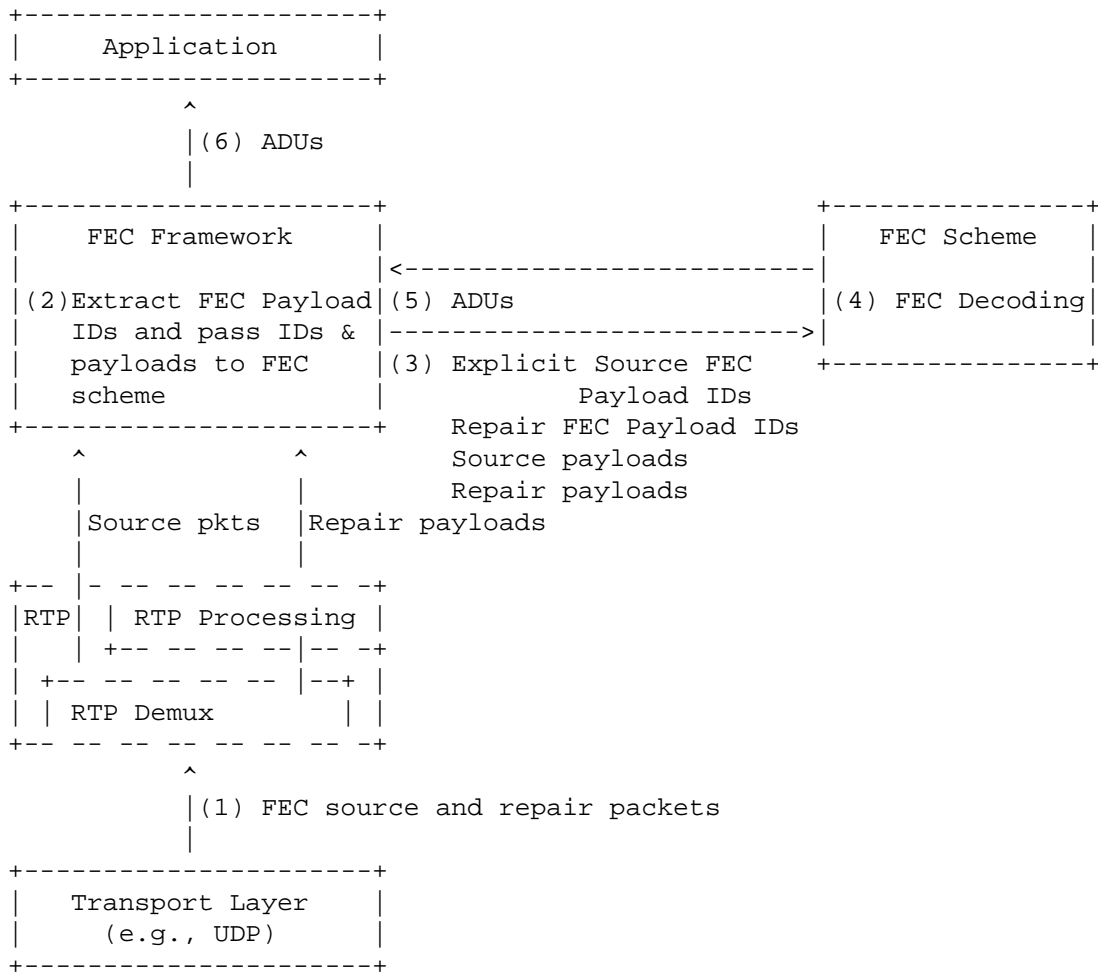 Application
(6) ADUs
FEC Framework FEC Scheme
(2)Extract FEC Payload (5) ADUs (4) FEC Decoding
IDs and pass IDs &
payloads to FEC (3) Explicit Source FEC
scheme Payload IDs
Repair FEC Payload IDs
Source payloads
Repair payloads
Source pkts Repair payloads
RTP RTP Processing
RTP Demux
(1) FEC source and repair packets
Transport Layer
(e.g., UDP)